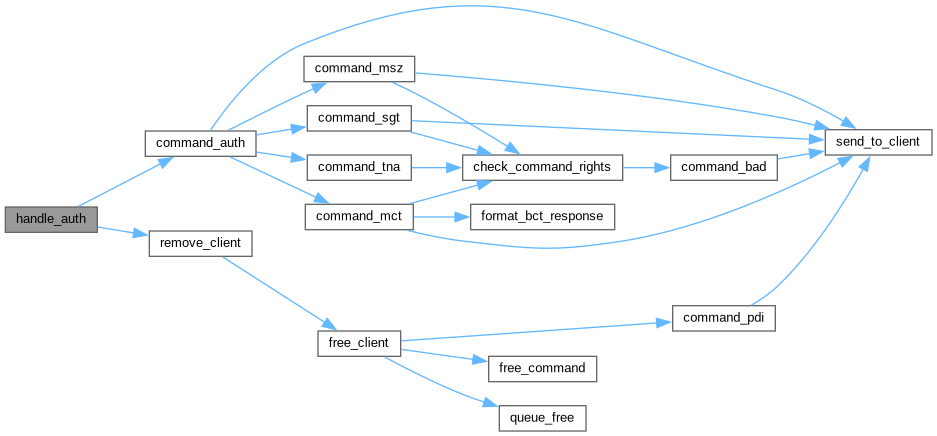 handle_auth
command_auth
remove_client
command_msz
command_sgt
command_tna
command_mct
free_client
check_command_rights
format_bct_response
free_command
queue_free
command_bad
command_pdi
send_to_client